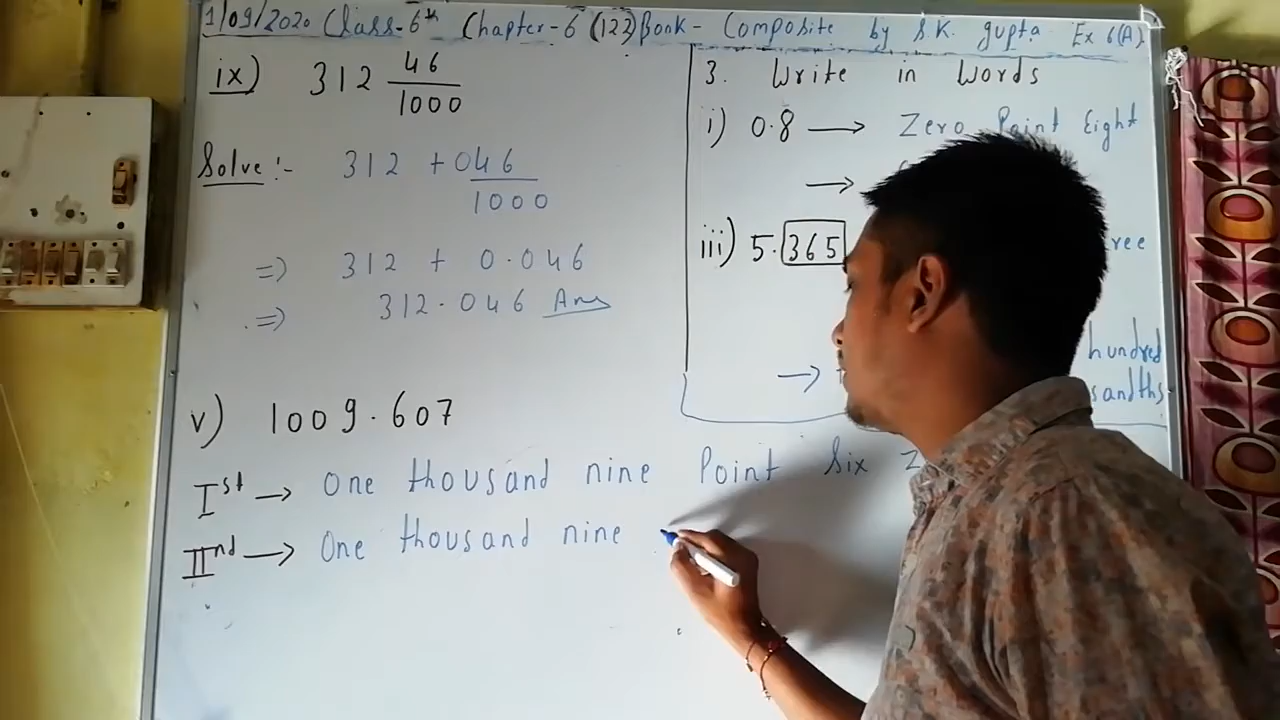 1/09/2020 Class-6th Chapter-6 (122) Book- Composite by S.K. gupta Ex 6(A)
ix) 312 46/1000
Solve:- 312 + 046/1000
=) 312 + 0.046
=) 312.046 Ans
3. Write in Words
i) 0.8 → Zero Point Eight
→
iii) 5.365 ree
→ hundred
sandths
v) 1009.607
Ist → One thousand nine Point Six Z
IInd → One thousand nine